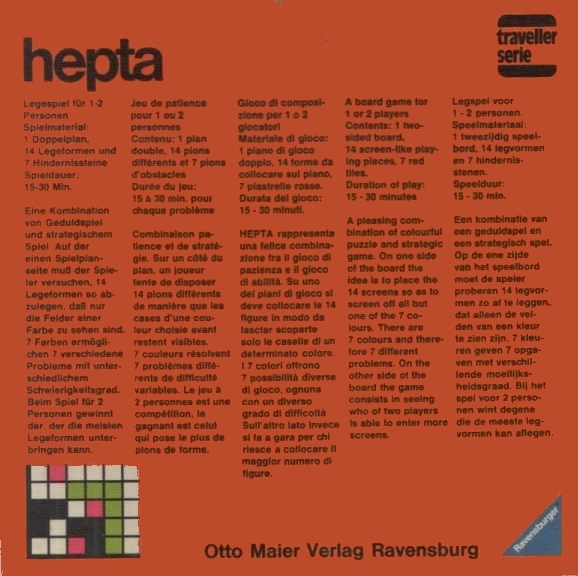 hepta
traveller
serie
Legespiel für 1-2
Personen
Spielmaterial:
1 Doppelplan,
14 Legeformen und
7 Hindernissteine
Spieldauer:
15-30 Min.
Eine Kombination
von Geduldspiel
und strategischem
Spiel Auf der
einen Spielplan-
seite muß der Spie-
ler versuchen, 14
Legeformen so ab-
zulegen, daß nur
die Felder einer
Farbe zu sehen sind.
7 Farben ermögli-
chen 7 verschiedene
Probleme mit unter-
schiedlichem
Schwierigkeitsgrad.
Beim Spiel für 2
Personen gewinnt
der, der die meisten
Legeformen unter-
bringen kann.
Jeu de patience
pour 1 ou 2
personnes
Contenu: 1 plan
double, 14 pions
différents et 7 pions
d'obstacles
Durée du jeu:
15 à 30 min. pour
chaque problème
Combinaison pa-
tience et de straté-
gie. Sur un côté du
plan, un joueur
tente de disposer
14 pions différents
de manière que les
cases d'une cou-
leur choisie avant
restent visibles.
7 couleurs résolvent
7 problèmes diffé-
rents de difficulté
variables. Le jeu à
2 personnes est une
compétition, le
gagnant est celui
qui pose le plus de
pions de forme.
Gioco di composi-
zione per 1 o 2
giocatori
Materiale di gioco:
1 piano di gioco
doppio, 14 forme da
collocare sul piano,
7 piastrelle rosse.
Durata del gioco:
15 - 30 minuti.
HEPTA rappresenta
una felice combina-
zione fra il gioco di
pazienza e il gioco
di abilità. Su uno
dei piani di gioco si
deve collocare le 14
figure in modo da
lasciar scoperte
solo le caselle di un
determinato colore.
I 7 colori offrono
7 possibilità diverse
di gioco, ognuna
con un diverso
grado di difficoltà
Sull'altro lato invece
si fa a gara per chi
riesce a collocare il
maggior numero di
figure.
A board game for
1 or 2 players
Contents: 1 two-
sided board,
14 screen-like play-
ing pieces, 7 red
tiles.
Duration of play:
15 - 30 minutes
A pleasing com-
bination of colourful
puzzle and strategic
game. On one side
of the board the
idea is to place the
14 screens so as to
screen off all but
one of the 7 co-
lours. There are
7 colours and there-
fore 7 different
problems. On the
other side of the
board the game
consists in seeing
who of two players
is able to enter more
screens.
Legspel voor
1 - 2 personen.
Speelmateriaal:
1 tweezijdig speel-
bord, 14 legvormen
en 7 hindernis-
stenen.
Speelduur:
15 - 30 min.
Een kombinatie van
een geduldspel en
een strategisch spel.
Op de ene zijde
van het speelbord
moet de speler
proberen 14 legvor-
men zo af te leggen,
dat alleen de vel-
den van een kleur
te zien zijn. 7 kleu-
ren geven 7 opga-
ven met verschil-
lende moeilijks-
heidsgraad. Bij het
spel voor 2 perso-
nen wint degene
die de meeste leg-
vormen kan aflegen.
Otto Maier Verlag Ravensburg
Ravensburger